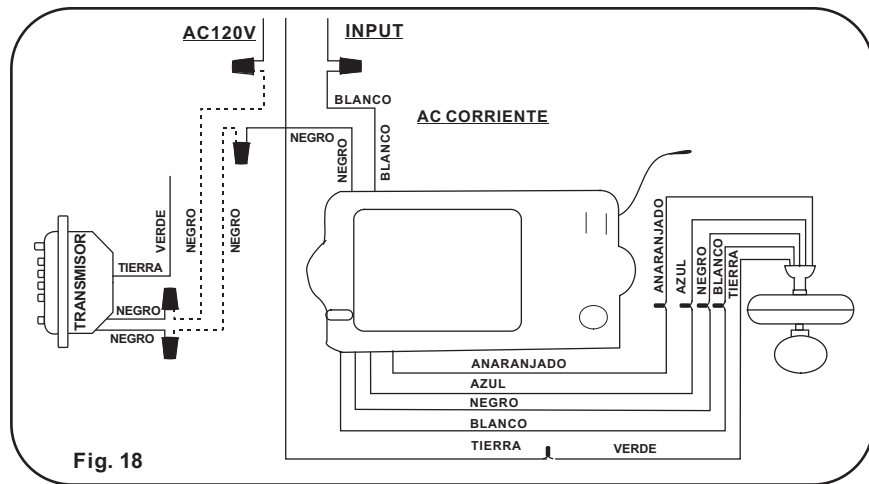 AC120V
INPUT
BLANCO
AC CORRIENTE
NEGRO
NEGRO
BLANCO
VERDE
NEGRO
NEGRO
TRANSMISOR
TIERRA
NEGRO
NEGRO
ANARANJADO
AZUL
NEGRO
BLANCO
TIERRA
ANARANJADO
AZUL
NEGRO
BLANCO
TIERRA
VERDE
Fig. 18